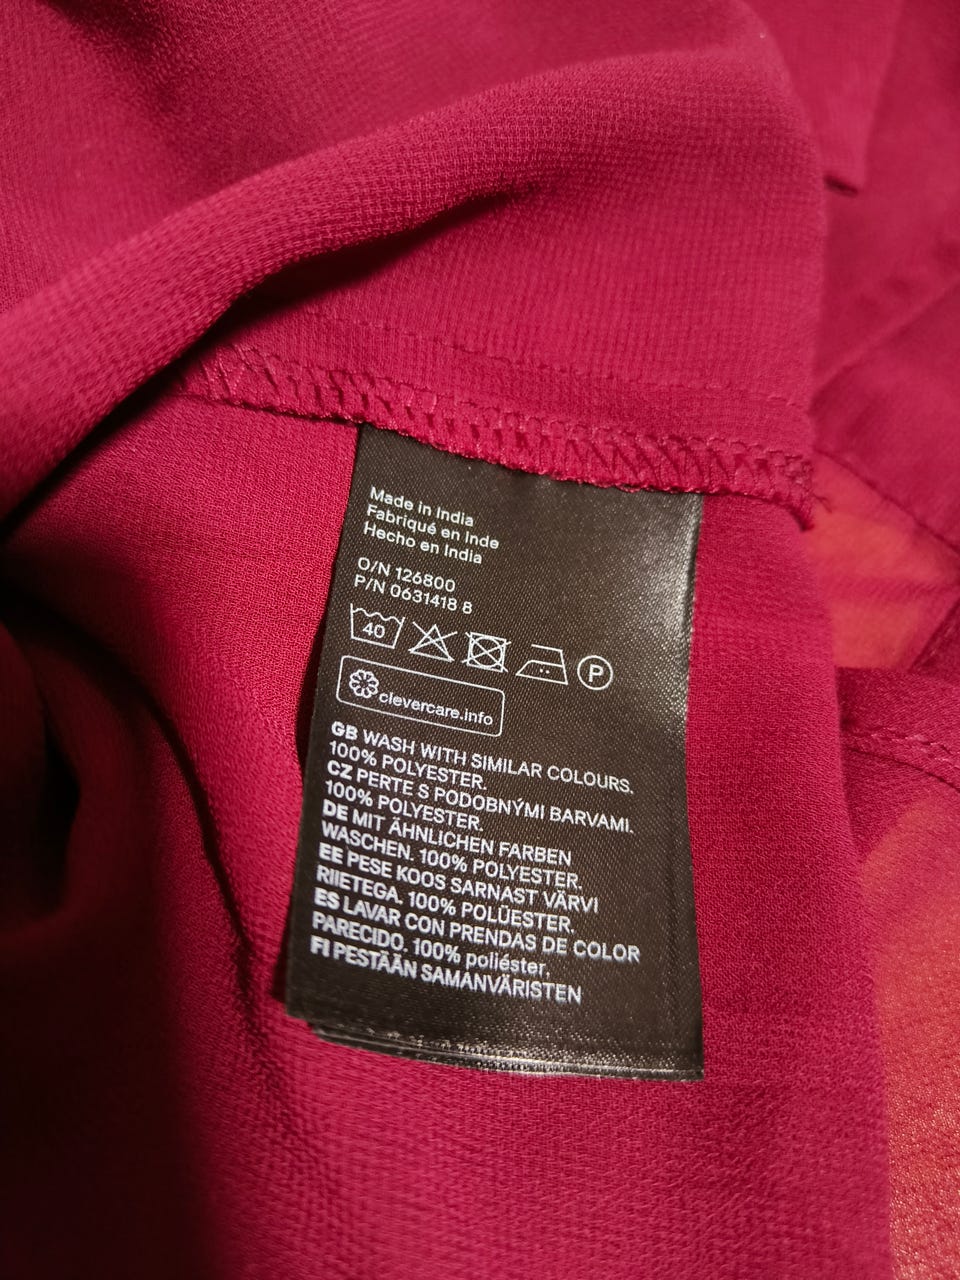 Made in India
Fabriqué en Inde
Hecho en India
O/N 126800
P/N 0631418 8
40
P
clevercare.info
GB WASH WITH SIMILAR COLOURS.
100% POLYESTER.
CZ PERTE S PODOBNÝMI BARVAMI.
100% POLYESTER.
DE MIT ÄHNLICHEN FARBEN
WASCHEN. 100% POLYESTER.
EE PESE KOOS SARNAST VÄRVI
RIIETEGA. 100% POLÜESTER.
ES LAVAR CON PRENDAS DE COLOR
PARECIDO. 100% poliéster.
FI PESTÄÄN SAMANVÄRISTEN